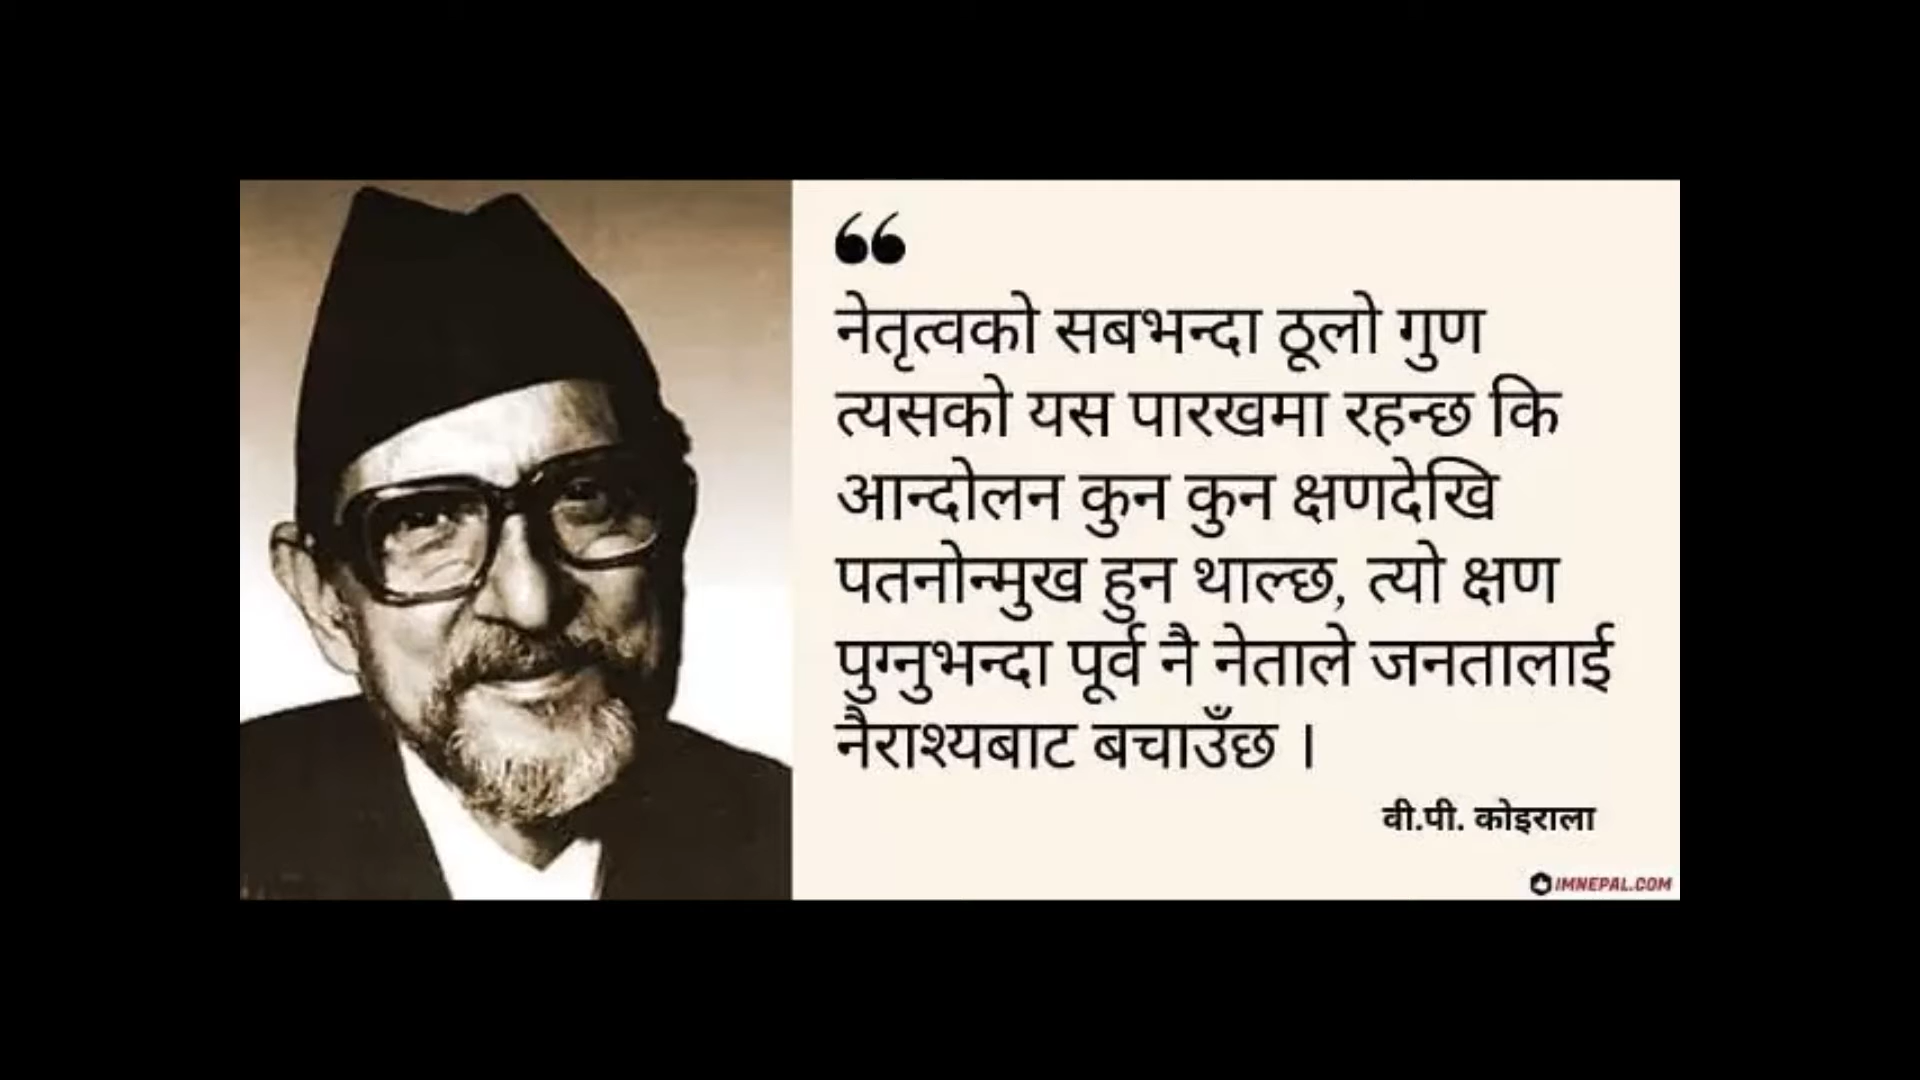 ❝
नेतृत्वको सबभन्दा ठूलो गुण
त्यसको यस पारखमा रहन्छ कि
आन्दोलन कुन कुन क्षणदेखि
पतनोन्मुख हुन थाल्छ, त्यो क्षण
पुग्नुभन्दा पूर्व नै नेताले जनतालाई
नैराश्यबाट बचाउँछ ।
वी.पी. कोइराला
IMNEPAL.COM